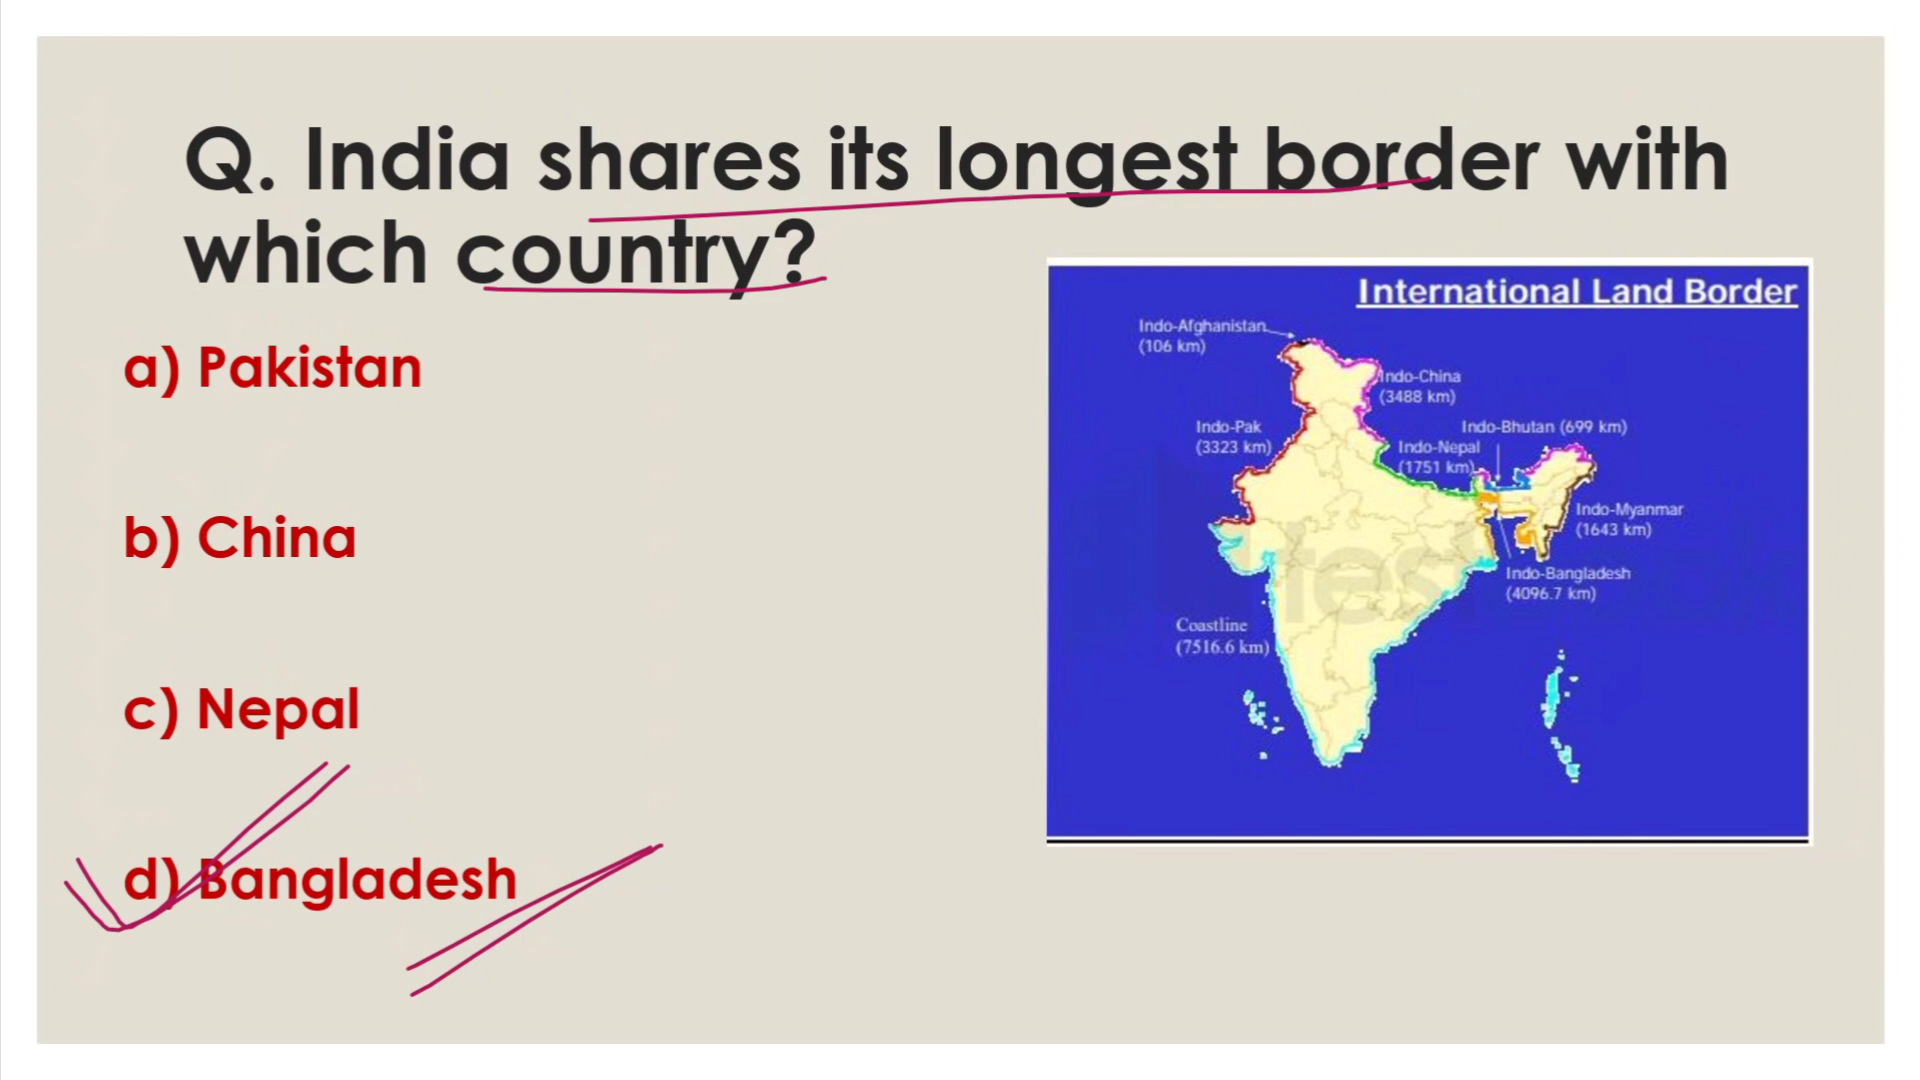 Q. India shares its longest border with
which country?
a) Pakistan
b) China
c) Nepal
d) Bangladesh
International Land Border
Indo-Afghanistan
(106 km)
Indo-China
(3488 km)
Indo-Pak
(3323 km)
Indo-Bhutan (699 km)
Indo-Nepal
(1751 km)
Indo-Myanmar
(1643 km)
Indo-Bangladesh
(4096.7 km)
Coastline
(7516.6 km)